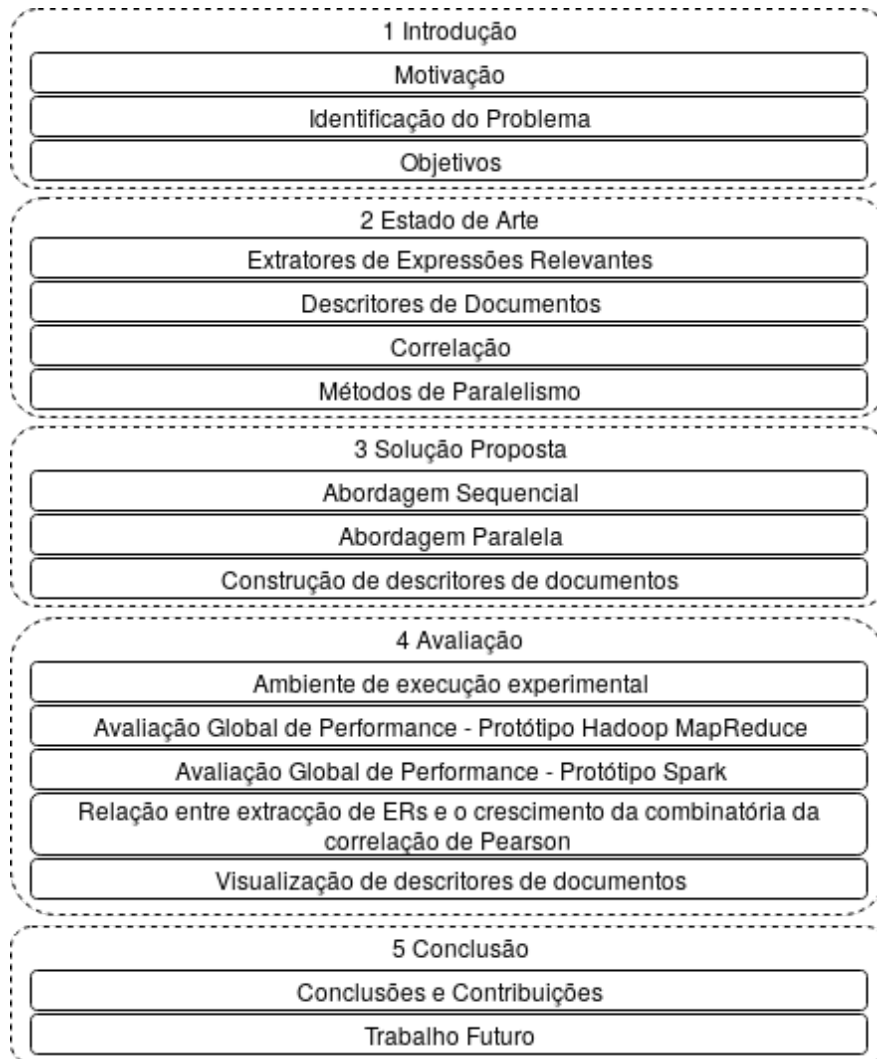 1 Introdução
Motivação
Identificação do Problema
Objetivos
2 Estado de Arte
Extratores de Expressões Relevantes
Descritores de Documentos
Correlação
Métodos de Paralelismo
3 Solução Proposta
Abordagem Sequencial
Abordagem Paralela
Construção de descritores de documentos
4 Avaliação
Ambiente de execução experimental
Avaliação Global de Performance - Protótipo Hadoop MapReduce
Avaliação Global de Performance - Protótipo Spark
Relação entre extracção de ERs e o crescimento da combinatória da
correlação de Pearson
Visualização de descritores de documentos
5 Conclusão
Conclusões e Contribuições
Trabalho Futuro